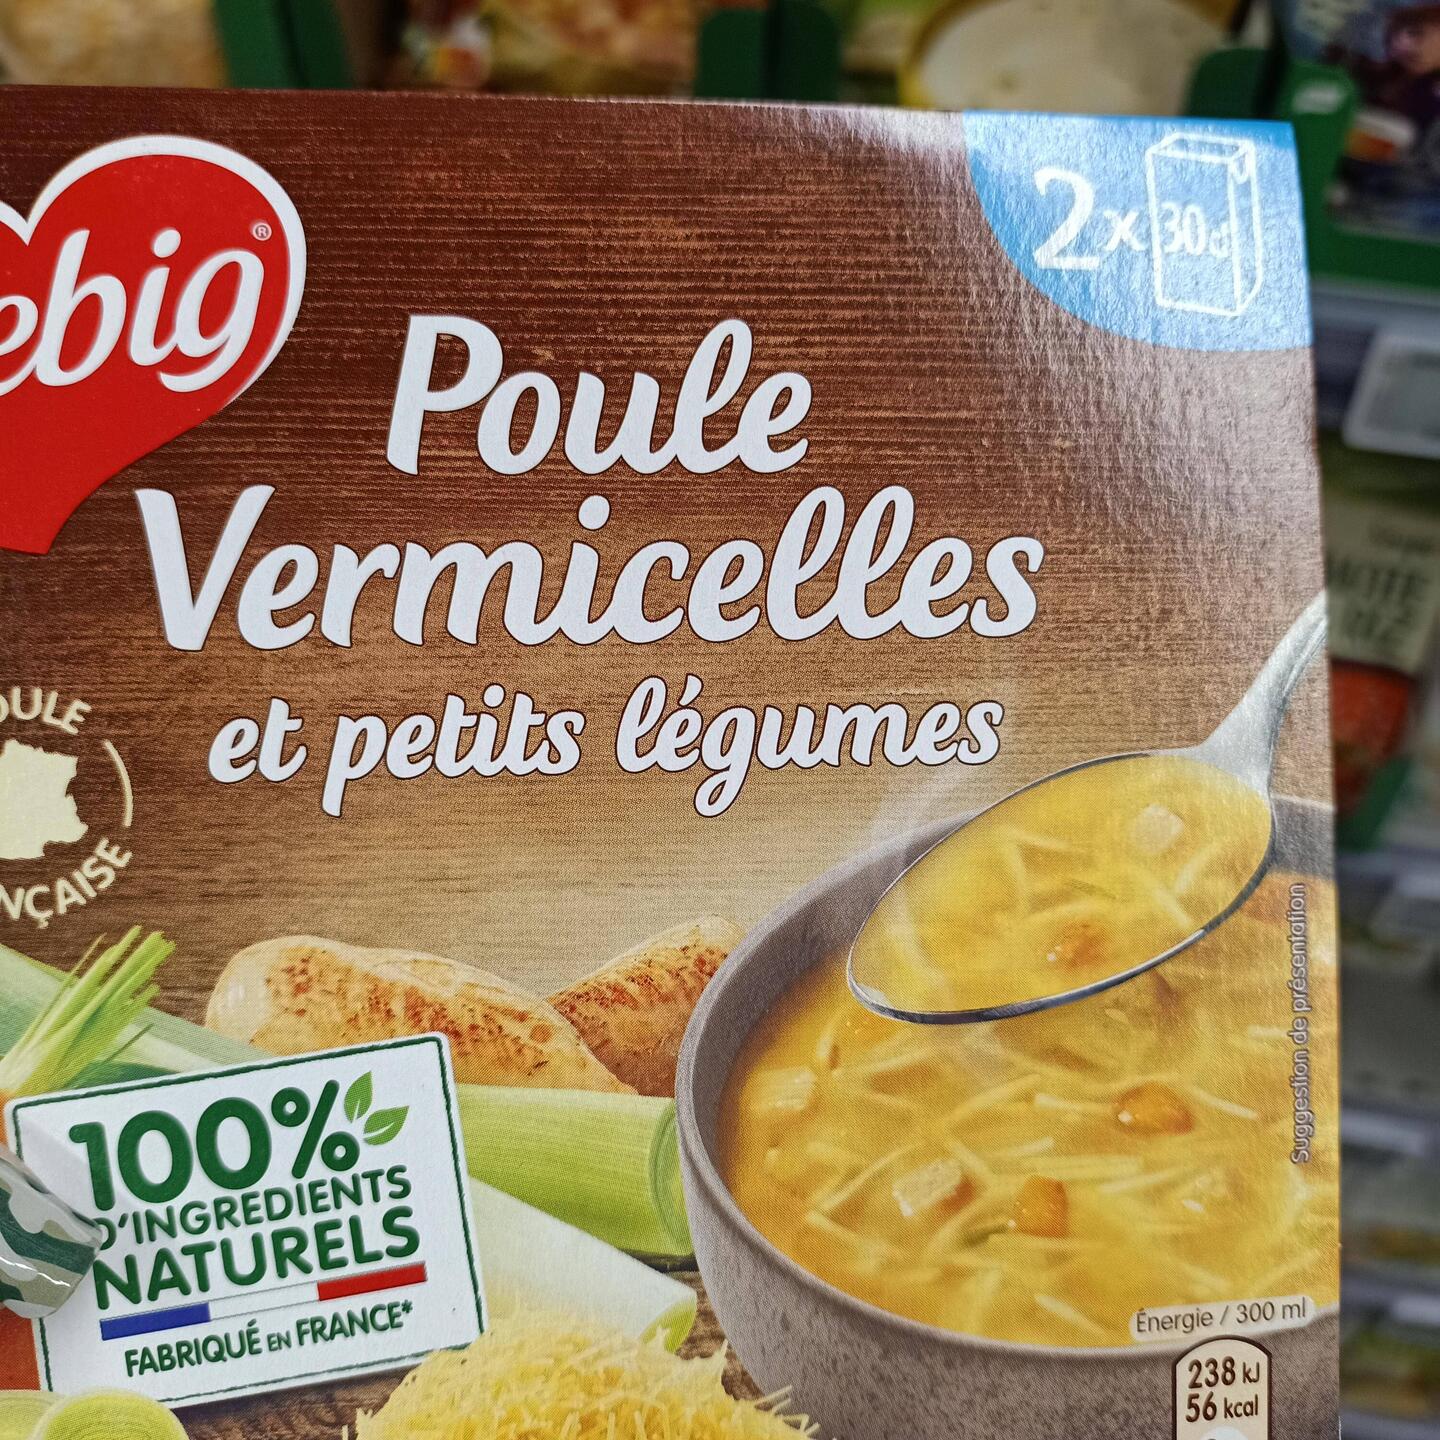 ebig®
2x 30cl
Poule
Vermicelles
et petits légumes
OULE
NÇAISE
100%
D'INGREDIENTS
NATURELS
FABRIQUÉ EN FRANCE*
Suggestion de présentation
Énergie / 300 ml
238 kJ
56 kcal